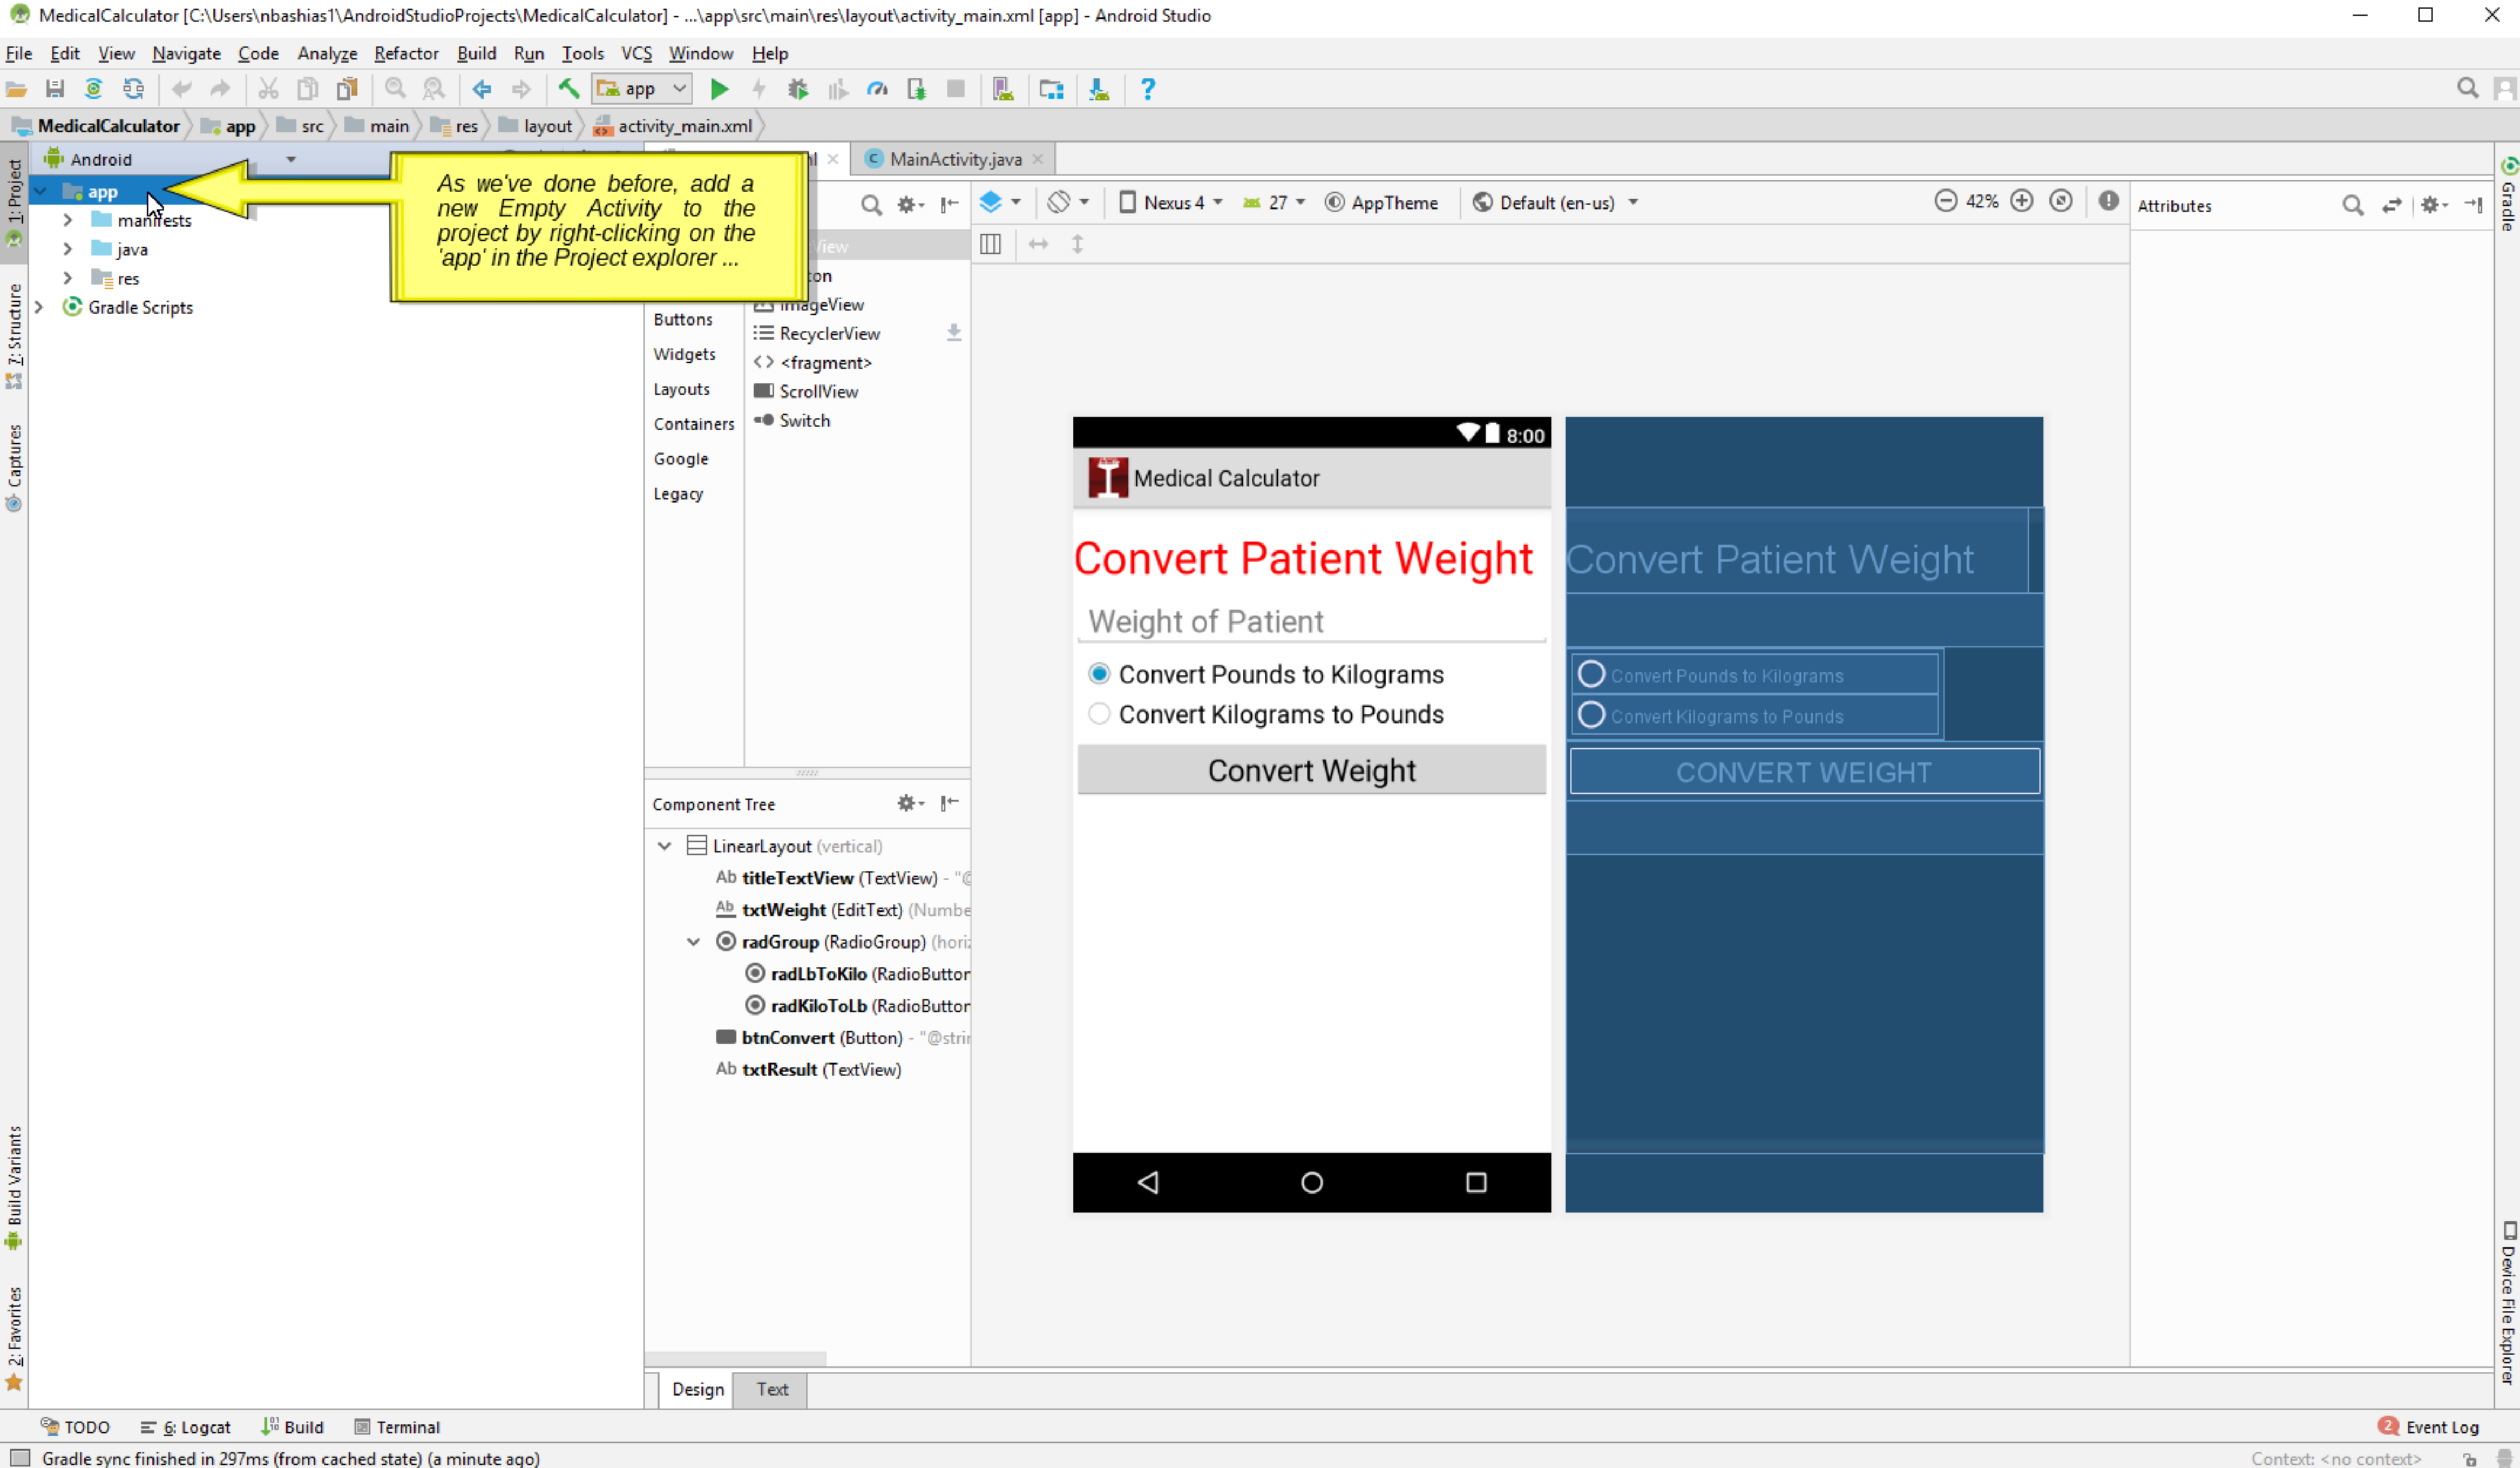 MedicalCalculator [C:\Users\nbashias1\AndroidStudioProjects\MedicalCalculator] - ...\app\src\main\res\layout\activity_main.xml [app] - Android Studio
File Edit View Navigate Code Analyze Refactor Build Run Tools VCS Window Help
app
MedicalCalculator app src main res layout activity_main.xml
Android
MainActivity.java
As we've done before, add a
new Empty Activity to the
project by right-clicking on the
'app' in the Project explorer ...
app
manifests
java
res
Gradle Scripts
1: Project
7: Structure
Captures
Build Variants
2: Favorites
ImageView
RecyclerView
<fragment>
ScrollView
Switch
Buttons
Widgets
Layouts
Containers
Google
Legacy
Nexus 4 27 AppTheme Default (en-us) 42%
Attributes
Gradle
Device File Explorer
8:00
Medical Calculator
Convert Patient Weight
Weight of Patient
Convert Pounds to Kilograms
Convert Kilograms to Pounds
Convert Weight
Convert Patient Weight
Convert Pounds to Kilograms
Convert Kilograms to Pounds
CONVERT WEIGHT
Component Tree
LinearLayout (vertical)
Ab titleTextView (TextView) - "@
Ab txtWeight (EditText) (Numbe
radGroup (RadioGroup) (horiz
radLbToKilo (RadioButton
radKiloToLb (RadioButton
btnConvert (Button) - "@strin
Ab txtResult (TextView)
Design Text
TODO 6: Logcat Build Terminal
2 Event Log
Gradle sync finished in 297ms (from cached state) (a minute ago)
Context: <no context>